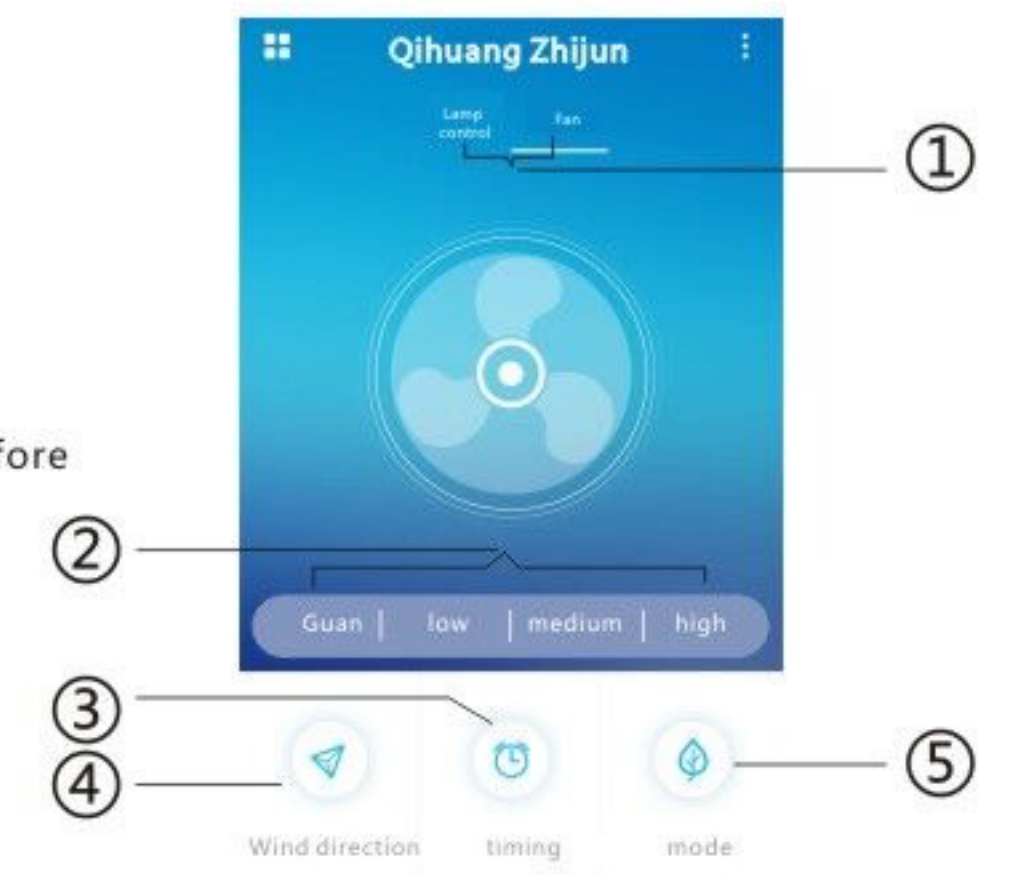 Qihuang Zhijun
Lamp control
Fan
①
fore
②
Guan | low | medium | high
③
④
⑤
Wind direction
timing
mode